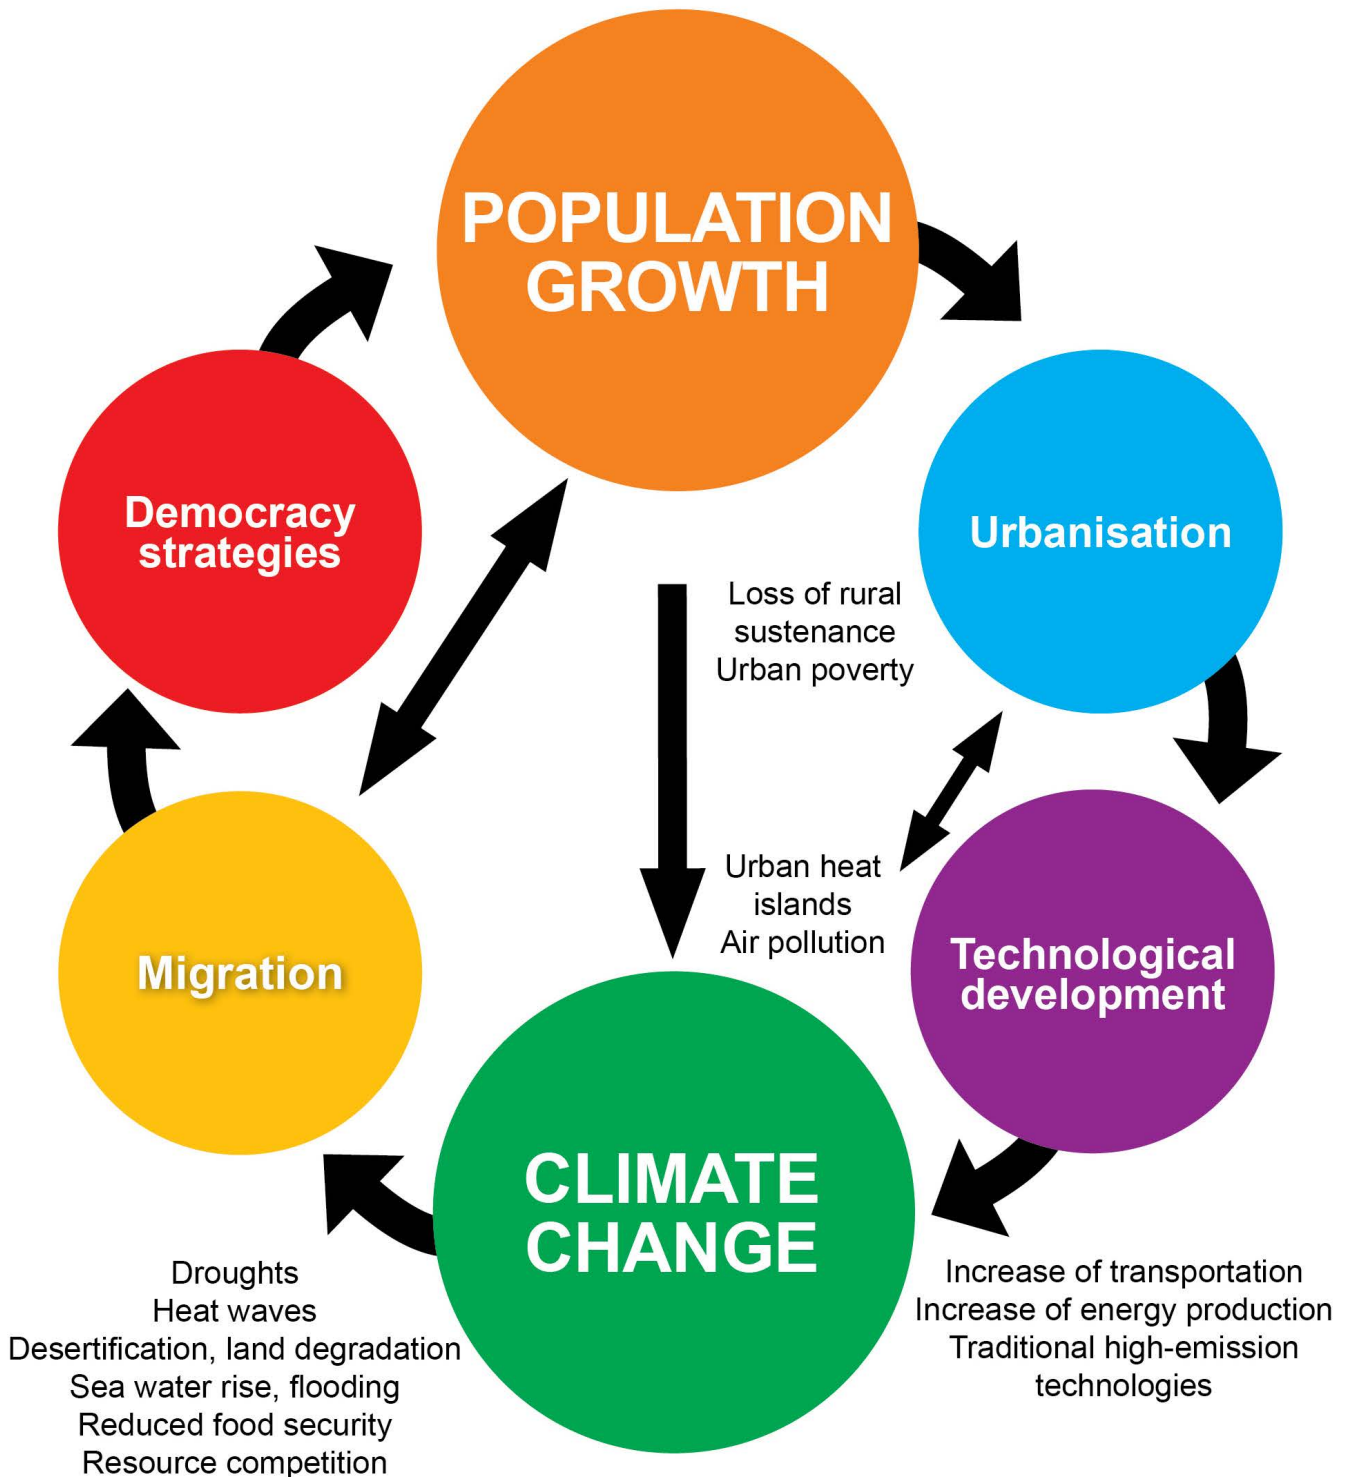 POPULATION
GROWTH
Democracy
strategies
Urbanisation
Loss of rural
sustenance
Urban poverty
Urban heat
islands
Air pollution
Migration
Technological
development
CLIMATE
CHANGE
Droughts
Heat waves
Desertification, land degradation
Sea water rise, flooding
Reduced food security
Resource competition
Increase of transportation
Increase of energy production
Traditional high-emission
technologies